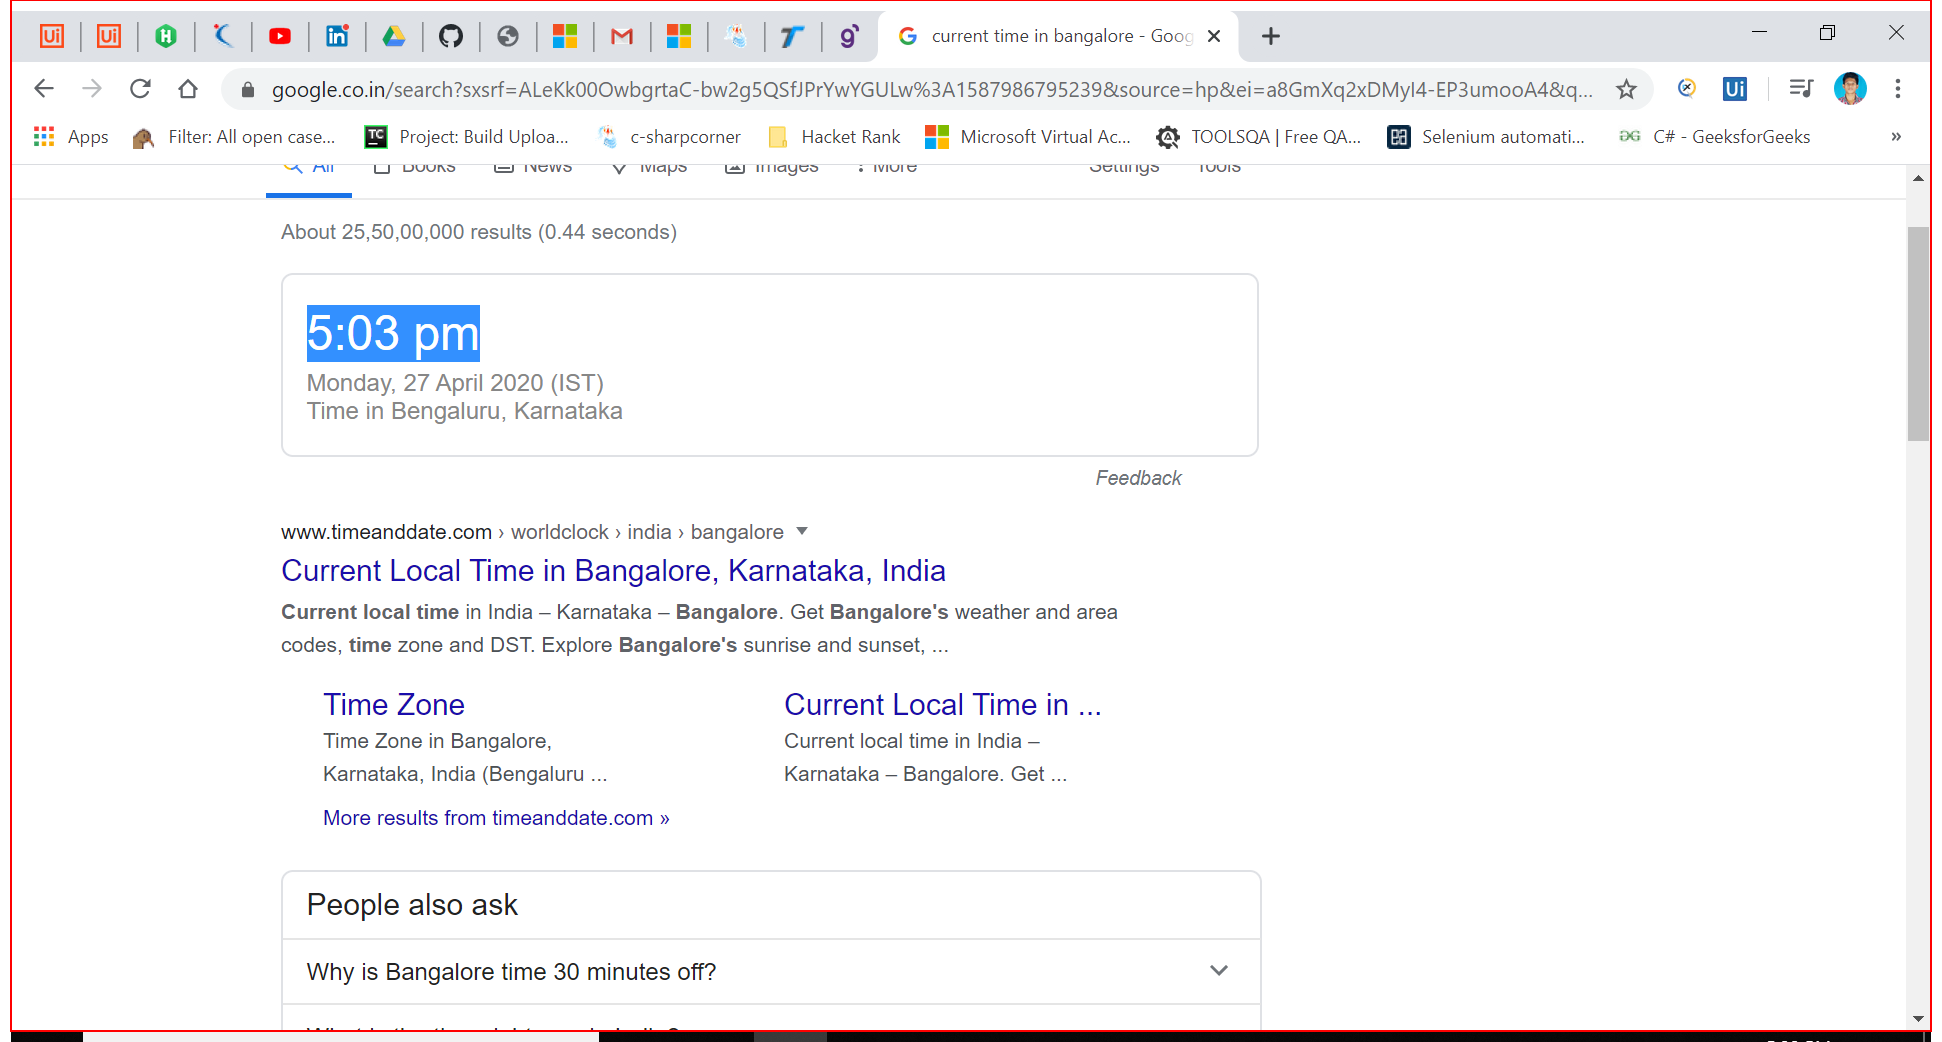 current time in bangalore - Goog
google.co.in/search?sxsrf=ALeKk00OwbgrtaC-bw2g5QSfJPrYwYGULw%3A1587986795239&source=hp&ei=a8GmXq2xDMyI4-EP3umooA4&q...
Apps Filter: All open case... Project: Build Uploa... c-sharpcorner Hacket Rank Microsoft Virtual Ac... TOOLSQA | Free QA... Selenium automati... C# - GeeksforGeeks »
All Books News Maps Images More Settings Tools
About 25,50,00,000 results (0.44 seconds)
5:03 pm
Monday, 27 April 2020 (IST)
Time in Bengaluru, Karnataka
Feedback
www.timeanddate.com › worldclock › india › bangalore
Current Local Time in Bangalore, Karnataka, India
Current local time in India – Karnataka – Bangalore. Get Bangalore's weather and area
codes, time zone and DST. Explore Bangalore's sunrise and sunset, ...
Time Zone
Time Zone in Bangalore,
Karnataka, India (Bengaluru ...
Current Local Time in ...
Current local time in India –
Karnataka – Bangalore. Get ...
More results from timeanddate.com »
People also ask
Why is Bangalore time 30 minutes off?